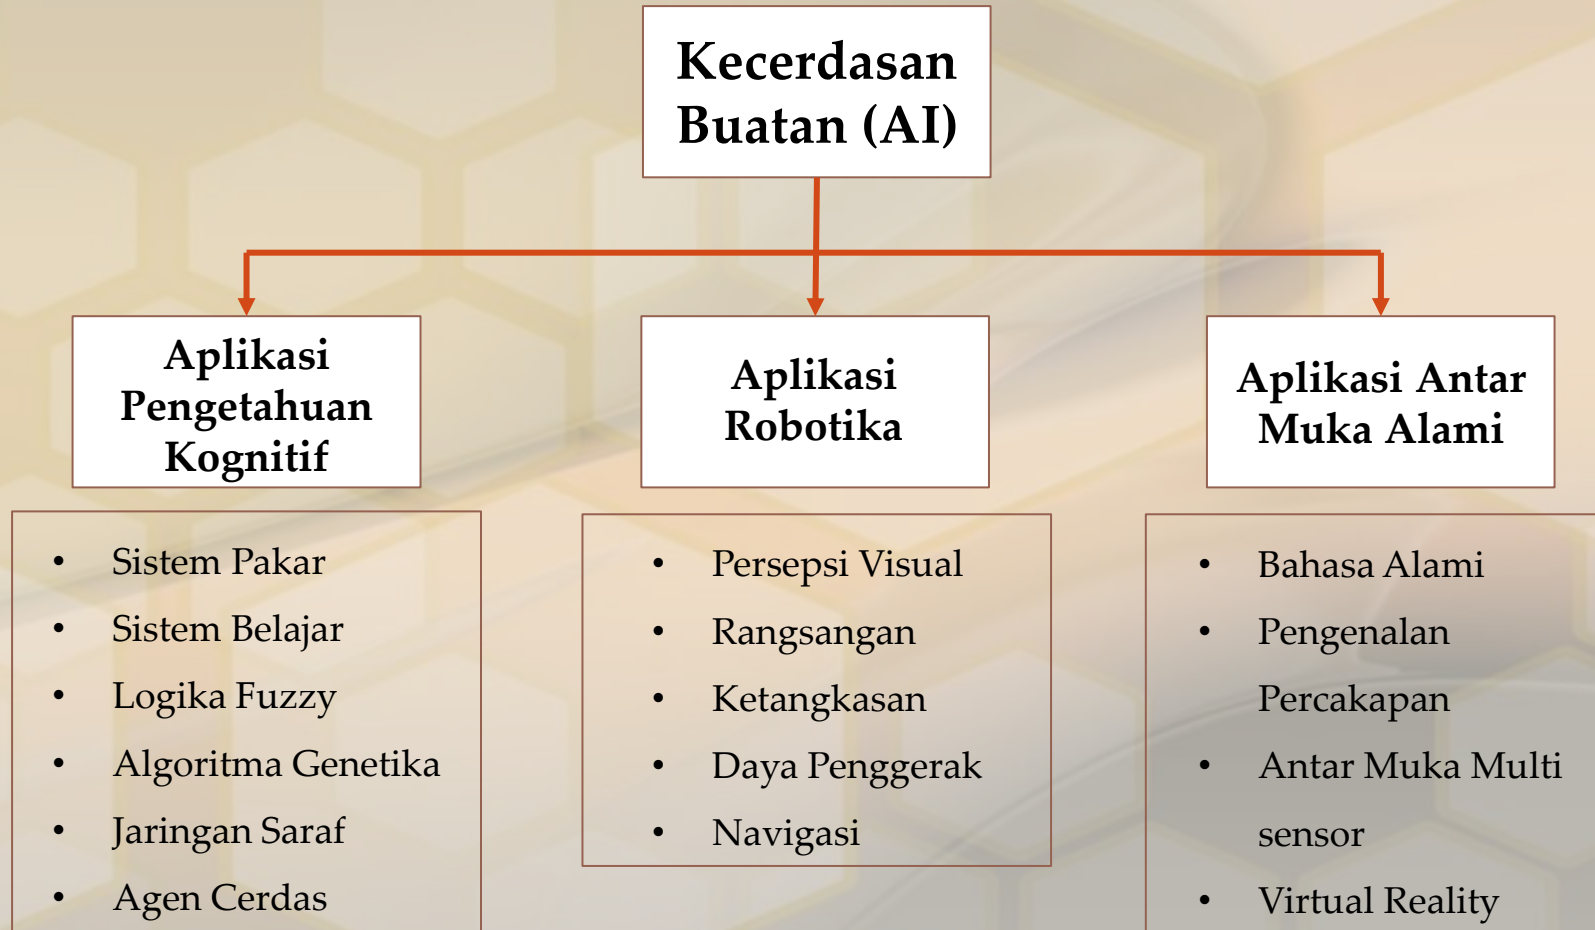 Kecerdasan
Buatan (AI)
Aplikasi
Pengetahuan
Kognitif
• Sistem Pakar
• Sistem Belajar
• Logika Fuzzy
• Algoritma Genetika
• Jaringan Saraf
• Agen Cerdas
Aplikasi
Robotika
• Persepsi Visual
• Rangsangan
• Ketangkasan
• Daya Penggerak
• Navigasi
Aplikasi Antar
Muka Alami
• Bahasa Alami
• Pengenalan
Percakapan
• Antar Muka Multi
sensor
• Virtual Reality